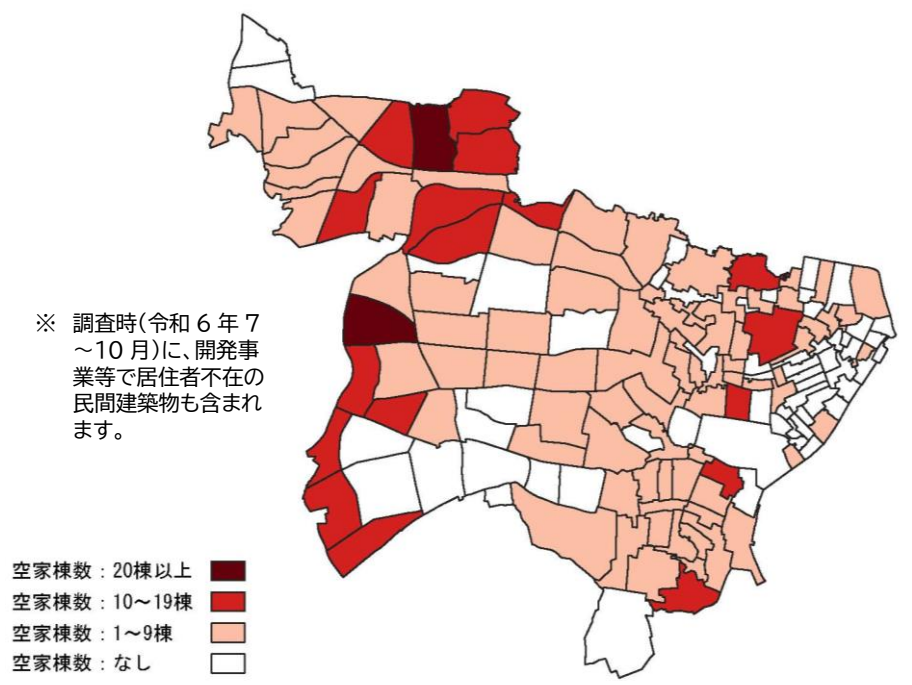 ※ 調査時(令和６年７
～10 月)に、開発事
業等で居住者不在の
民間建築物も含まれ
ます。
空家棟数：20棟以上
空家棟数：10～19棟
空家棟数：1～9棟
空家棟数：なし